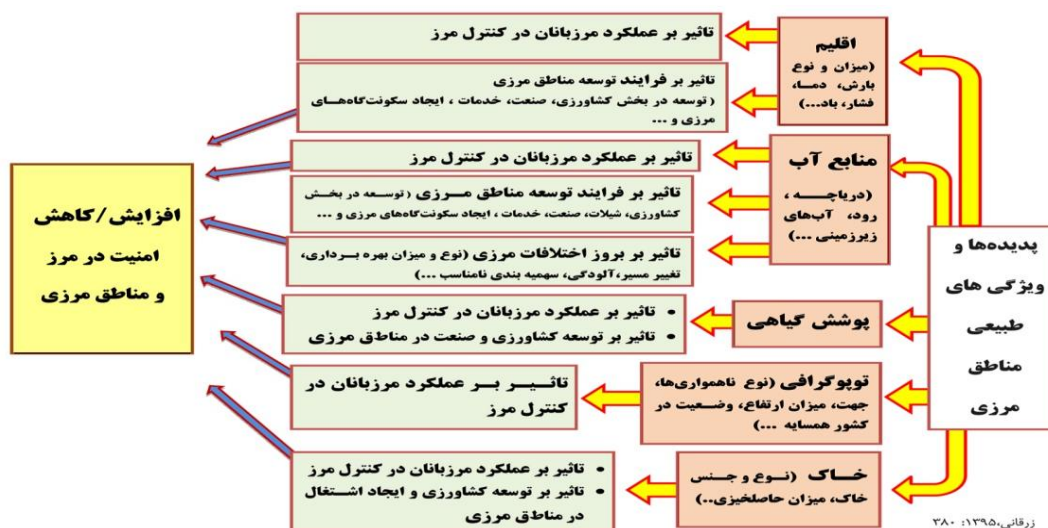 پدیده‌ها و
ویژگی های
طبیعی
مناطق
مرزی
اقلیم
(میزان و نوع
بارش، دما،
فشار، باد...)
تاثیر بر عملکرد مرزبانان در کنترل مرز
تاثیر بر فرایند توسعه مناطق مرزی
(توسعه در بخش کشاورزی، صنعت، خدمات ، ایجاد سکونت‌گاه‌های
مرزی و ...
منابع آب
(دریاچه ،
رود، آب‌های
زیرزمینی ...)
تاثیر بر عملکرد مرزبانان در کنترل مرز
تاثیر بر فرایند توسعه مناطق مرزی (توسعه در بخش
کشاورزی، شیلات، صنعت، خدمات ، ایجاد سکونت‌گاه‌های مرزی و ...
تاثیر بر بروز اختلافات مرزی (نوع و میزان بهره برداری،
تغییر مسیر،آلودگی، سهمیه بندی نامناسب ...)
پوشش گیاهی
• تاثیر بر عملکرد مرزبانان در کنترل مرز
• تاثیر بر توسعه کشاورزی و صنعت در مناطق مرزی
توپوگرافی (نوع ناهمواری‌ها،
جهت، میزان ارتفاع، وضعیت در
کشور همسایه ...)
تاثیر بر عملکرد مرزبانان در
کنترل مرز
خاک (نوع و جنس
خاک، میزان حاصلخیزی..)
• تاثیر بر عملکرد مرزبانان در کنترل مرز
• تاثیر بر توسعه کشاورزی و ایجاد اشتغال
در مناطق مرزی
افزایش/کاهش
امنیت در مرز
و مناطق مرزی
زرقانی،۱۳۹۵: ۳۸۰